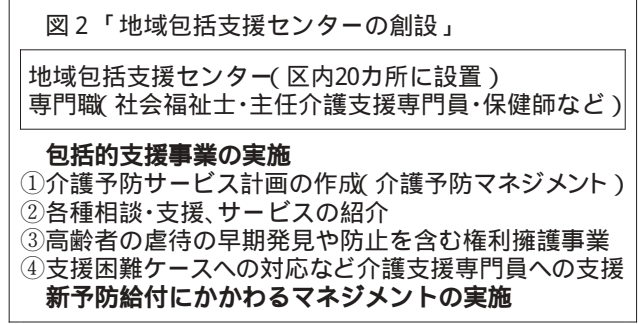 図2「地域包括支援センターの創設」
地域包括支援センター(区内20カ所に設置)
専門職(社会福祉士・主任介護支援専門員・保健師など)
包括的支援事業の実施
①介護予防サービス計画の作成(介護予防マネジメント)
②各種相談・支援、サービスの紹介
③高齢者の虐待の早期発見や防止を含む権利擁護事業
④支援困難ケースへの対応など介護支援専門員への支援
新予防給付にかかわるマネジメントの実施